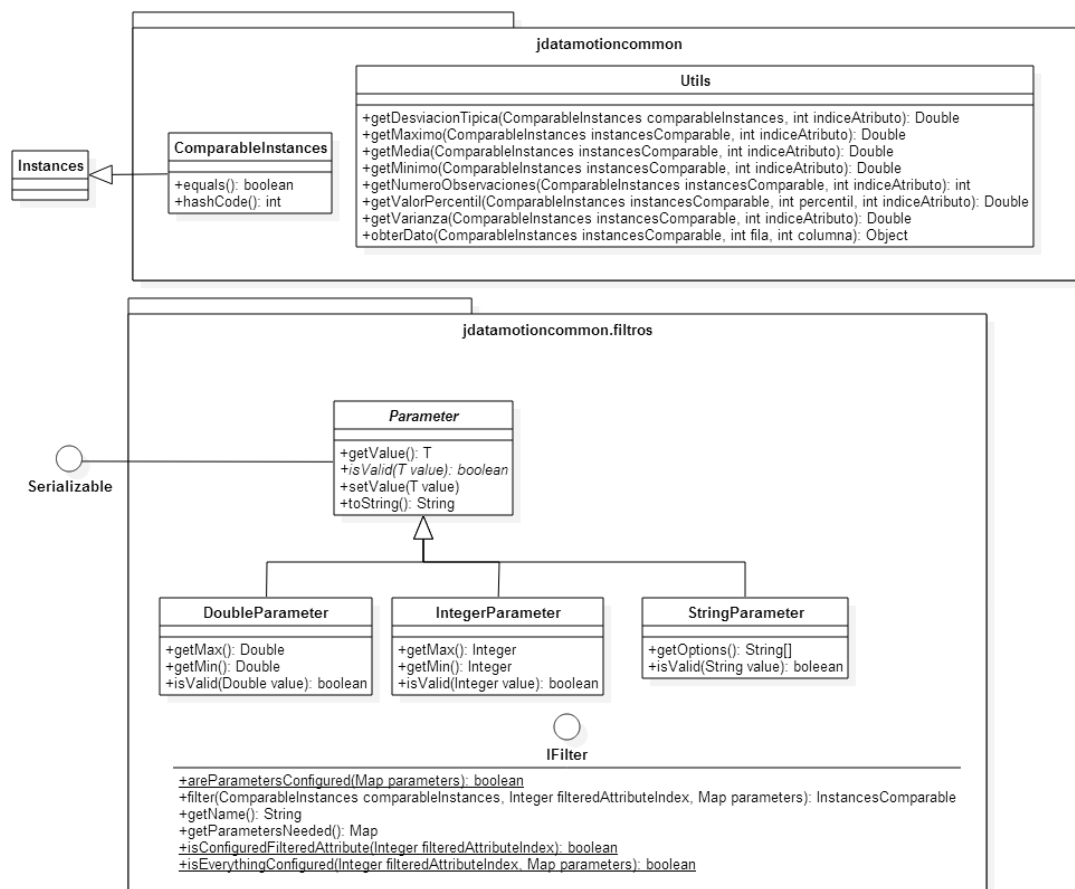 jdatamotioncommon
Utils
+getDesviacionTipica(ComparableInstances comparableInstances, int indiceAtributo): Double
+getMaximo(ComparableInstances instancesComparable, int indiceAtributo): Double
+getMedia(ComparableInstances instancesComparable, int indiceAtributo): Double
+getMinimo(ComparableInstances instancesComparable, int indiceAtributo): Double
+getNumeroObservaciones(ComparableInstances instancesComparable, int indiceAtributo): int
+getValorPercentil(ComparableInstances instancesComparable, int percentil, int indiceAtributo): Double
+getVarianza(ComparableInstances instancesComparable, int indiceAtributo): Double
+obterDato(ComparableInstances instancesComparable, int fila, int columna): Object
ComparableInstances
+equals(): boolean
+hashCode(): int
Instances
jdatamotioncommon.filtros
Parameter
+getValue(): T
+isValid(T value): boolean
+setValue(T value)
+toString(): String
Serializable
DoubleParameter
+getMax(): Double
+getMin(): Double
+isValid(Double value): boolean
IntegerParameter
+getMax(): Integer
+getMin(): Integer
+isValid(Integer value): boolean
StringParameter
+getOptions(): String[]
+isValid(String value): boleean
IFilter
+areParametersConfigured(Map parameters): boolean
+filter(ComparableInstances comparableInstances, Integer filteredAttributeIndex, Map parameters): InstancesComparable
+getName(): String
+getParametersNeeded(): Map
+isConfiguredFilteredAttribute(Integer filteredAttributeIndex): boolean
+isEverythingConfigured(Integer filteredAttributeIndex, Map parameters): boolean